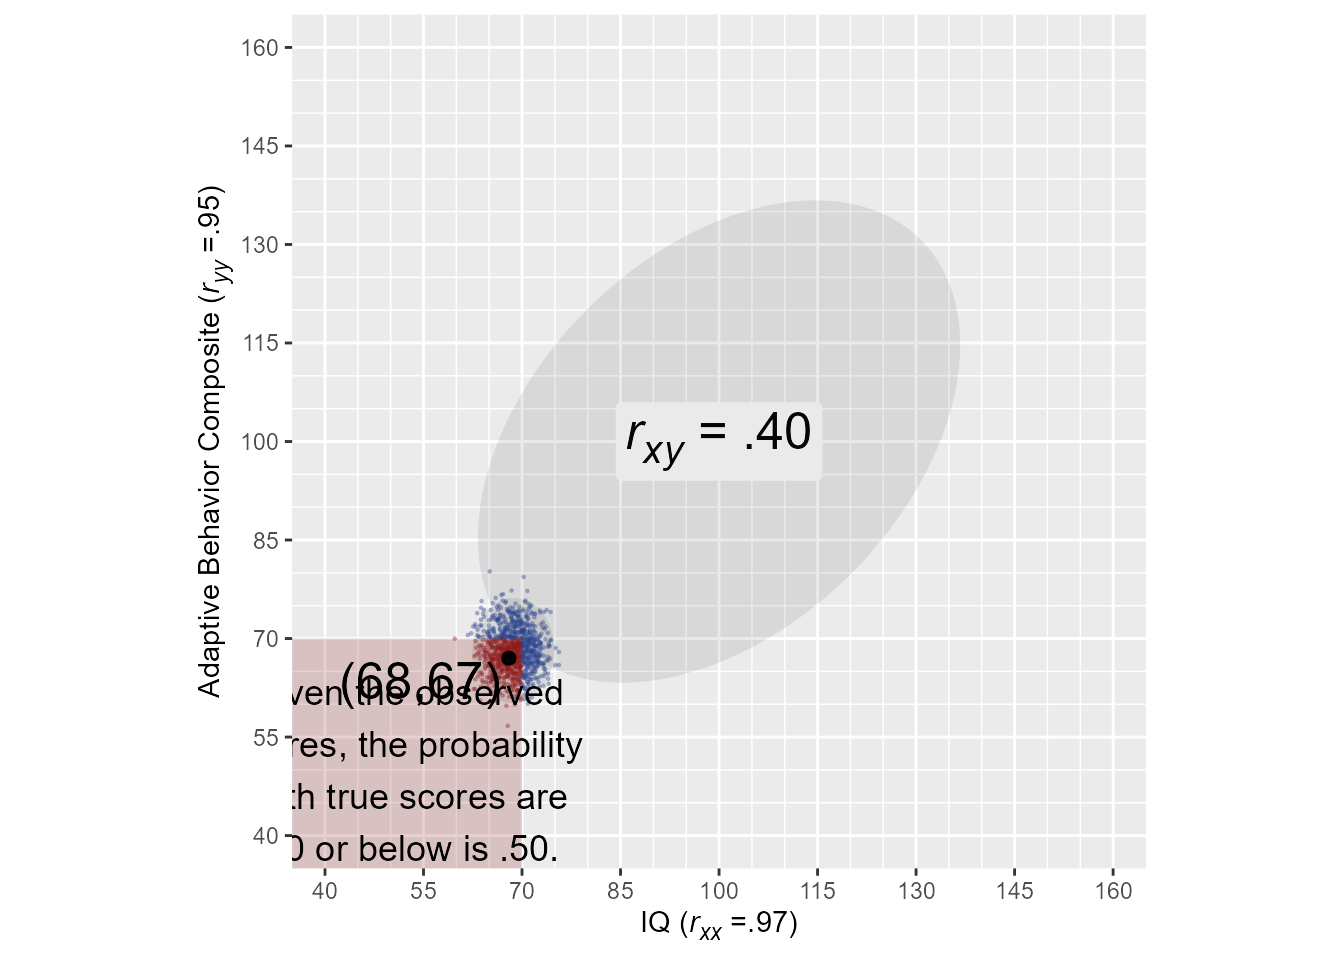 160
145
130
115
100
85
70
55
40
Adaptive Behavior Composite (r_yy =.95)
r_xy = .40
(68,67)
ven the observed
res, the probability
th true scores are
0 or below is .50.
40 55 70 85 100 115 130 145 160
IQ (r_xx =.97)